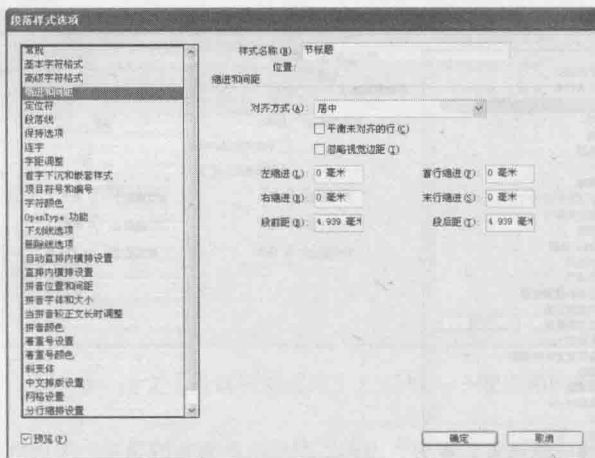 段落样式选项
常规
基本字符格式
高级字符格式
缩进和间距
定位符
段落线
保持选项
连字
字距调整
首字下沉和嵌套样式
项目符号和编号
字符颜色
OpenType 功能
下划线选项
删除线选项
自动直排内横排设置
直排内横排设置
拼音位置和间距
拼音字体和大小
当拼音较正文长时调整
拼音颜色
着重号设置
着重号颜色
斜变体
中文排版设置
网格设置
分行缩排设置
样式名称(N): 节标题
位置:
缩进和间距
对齐方式(A): 居中
平衡未对齐的行(C)
忽略视觉边距(I)
左缩进(L): 0 毫米 首行缩进(F): 0 毫米
右缩进(R): 0 毫米 末行缩进(S): 0 毫米
段前距(B): 4.939 毫米 段后距(T): 4.939 毫米
预览(P)
确定
取消